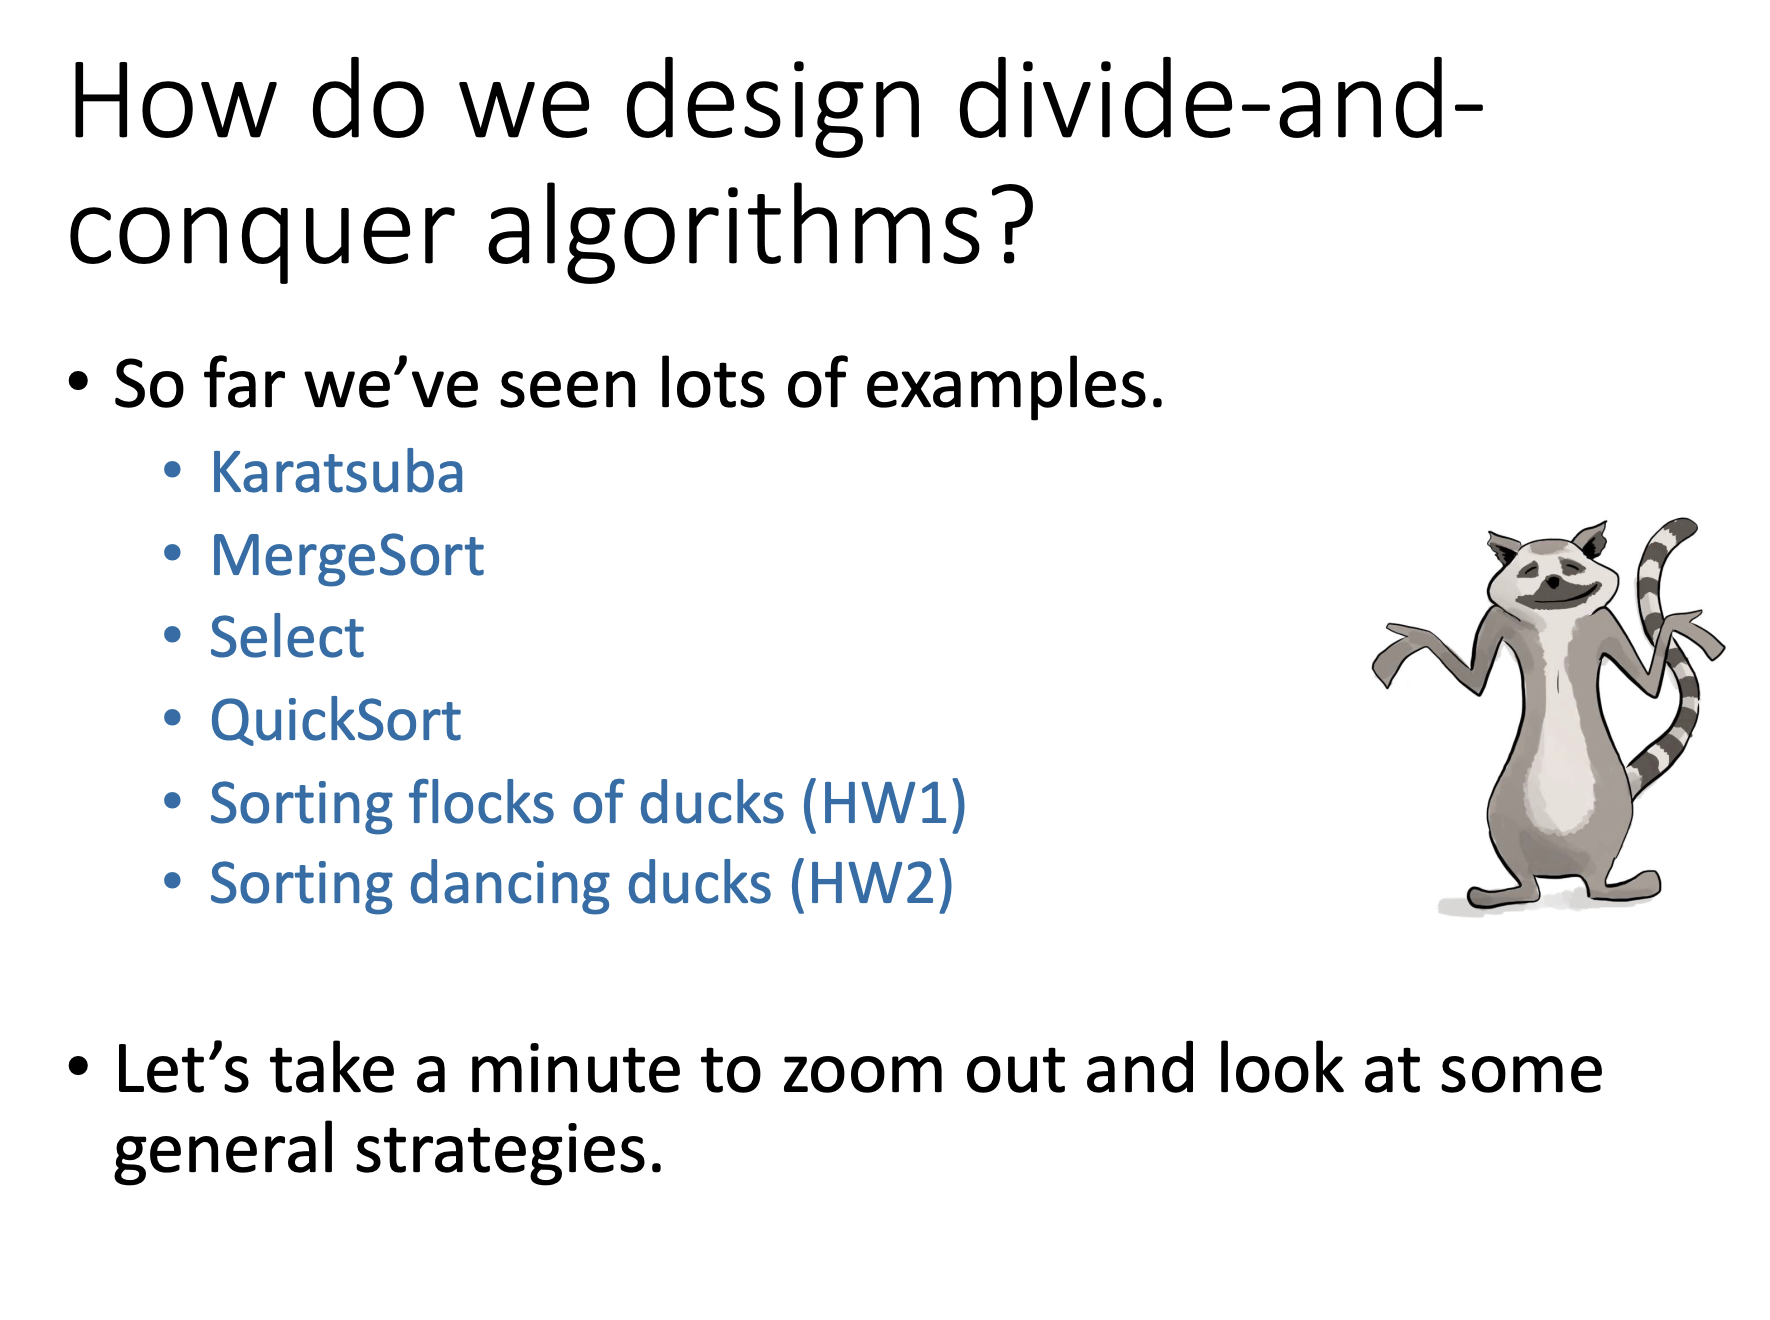 How do we design divide-and-
conquer algorithms?
• So far we’ve seen lots of examples.
• Karatsuba
• MergeSort
• Select
• QuickSort
• Sorting flocks of ducks (HW1)
• Sorting dancing ducks (HW2)
• Let’s take a minute to zoom out and look at some
general strategies.